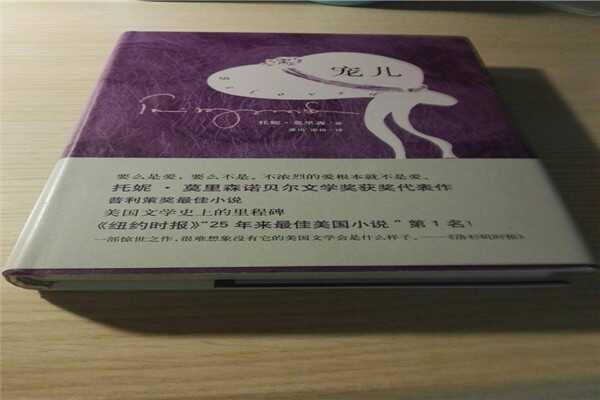 宠儿
托妮·莫里森 著
潘岳 雷格 译
要么是爱，要么不是。不浓烈的爱根本就不是爱。
托妮·莫里森诺贝尔文学奖获奖代表作
普利策奖最佳小说
美国文学史上的里程碑
《纽约时报》“25年来最佳美国小说”第1名！
一部惊世之作，很难想象没有它的美国文学会是什么样子。——《洛杉矶时报》